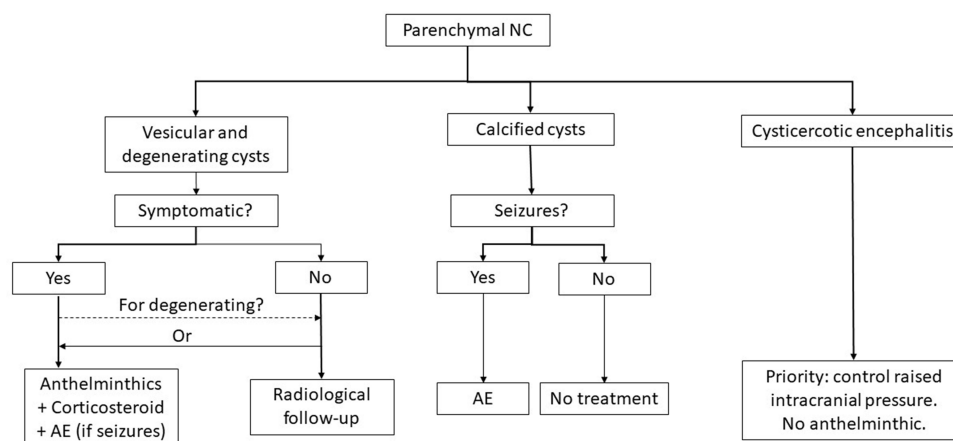 Parenchymal NC
Vesicular and
degenerating cysts
Calcified cysts
Cysticercotic encephalitis
Symptomatic?
Seizures?
Yes
No
Yes
No
For degenerating?
Or
Anthelminthics
+ Corticosteroid
+ AE (if seizures)
Radiological
follow-up
AE
No treatment
Priority: control raised
intracranial pressure.
No anthelminthic.